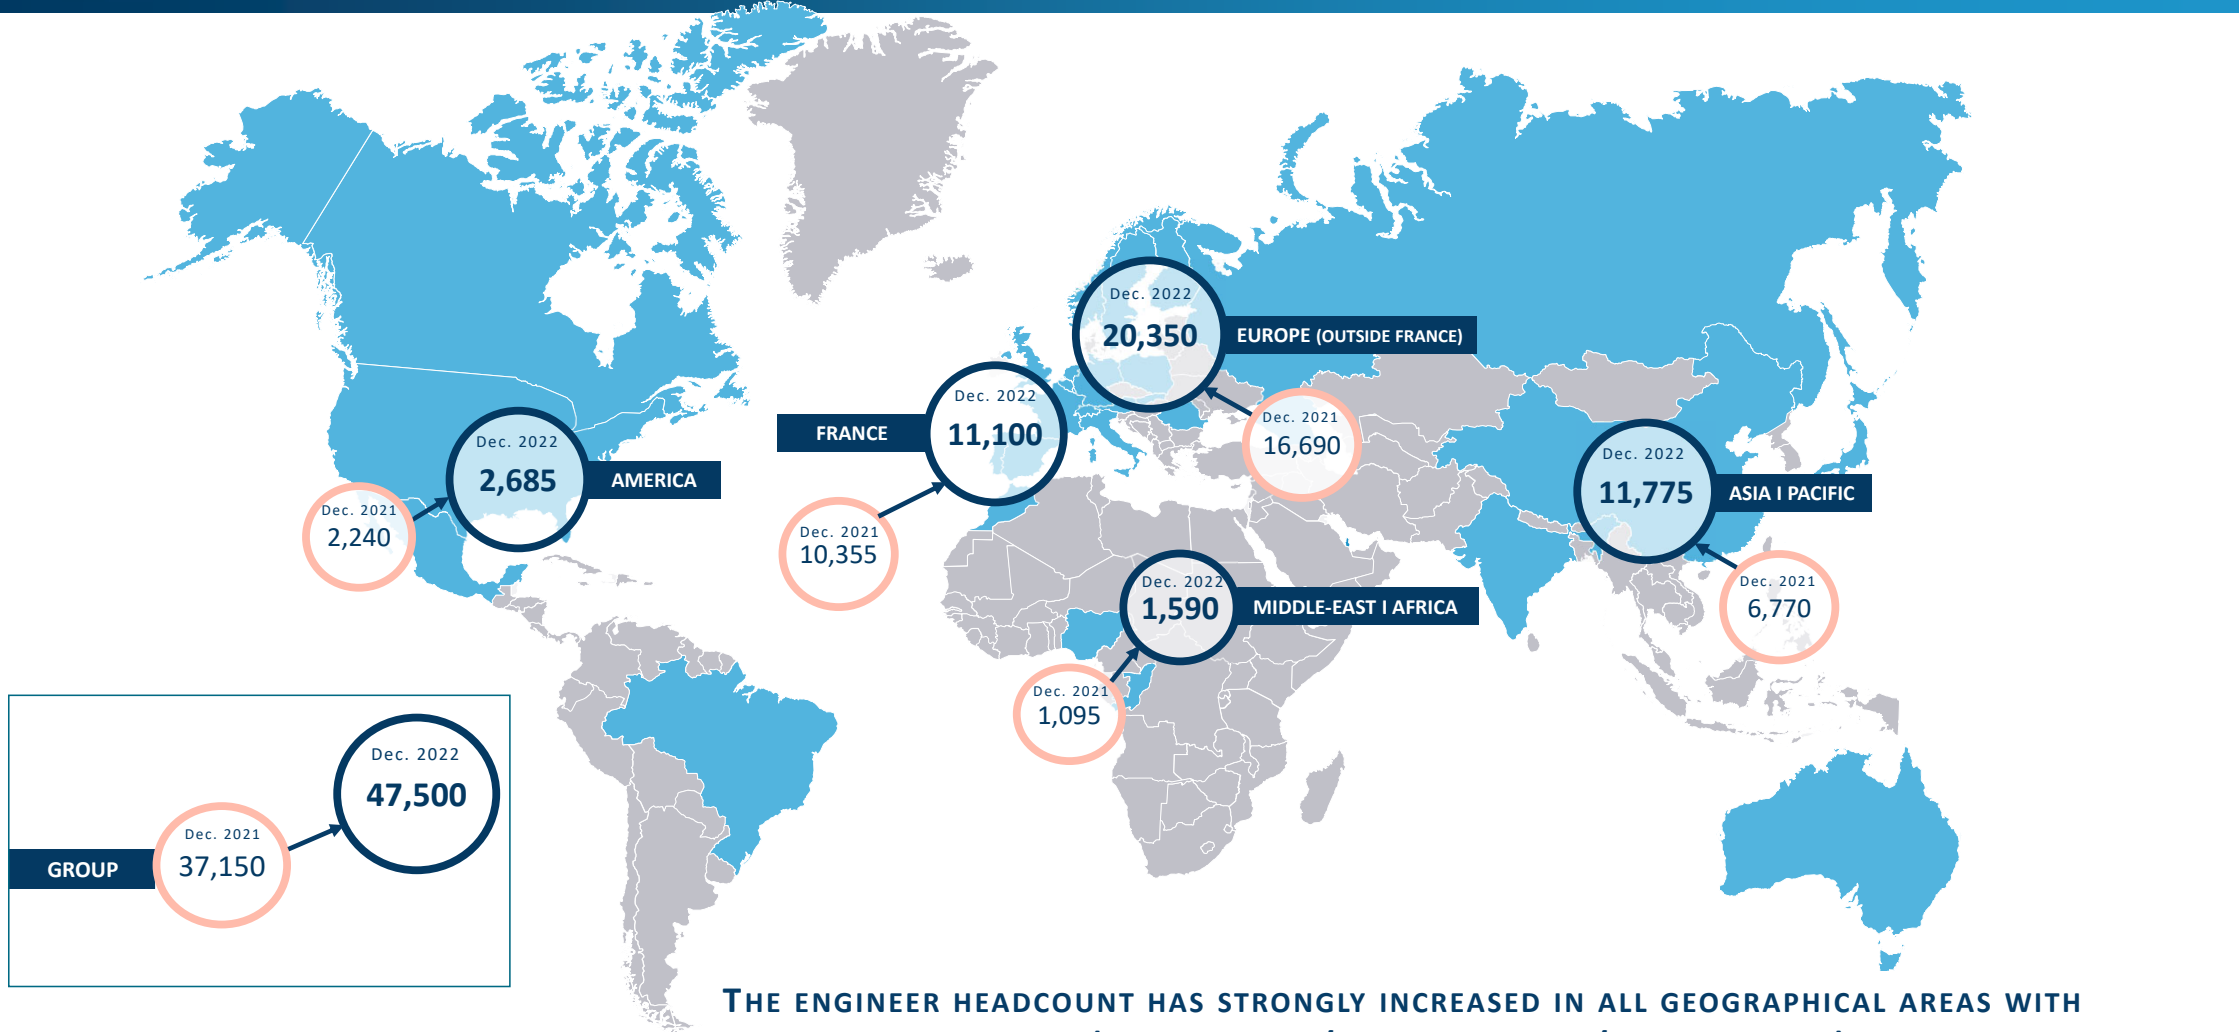 Dec. 2022
20,350
EUROPE (OUTSIDE FRANCE)
Dec. 2021
16,690
Dec. 2022
11,100
FRANCE
Dec. 2021
10,355
Dec. 2022
2,685
AMERICA
Dec. 2021
2,240
Dec. 2022
11,775
ASIA I PACIFIC
Dec. 2021
6,770
Dec. 2022
1,590
MIDDLE-EAST I AFRICA
Dec. 2021
1,095
Dec. 2022
47,500
Dec. 2021
37,150
GROUP
THE ENGINEER HEADCOUNT HAS STRONGLY INCREASED IN ALL GEOGRAPHICAL AREAS WITH